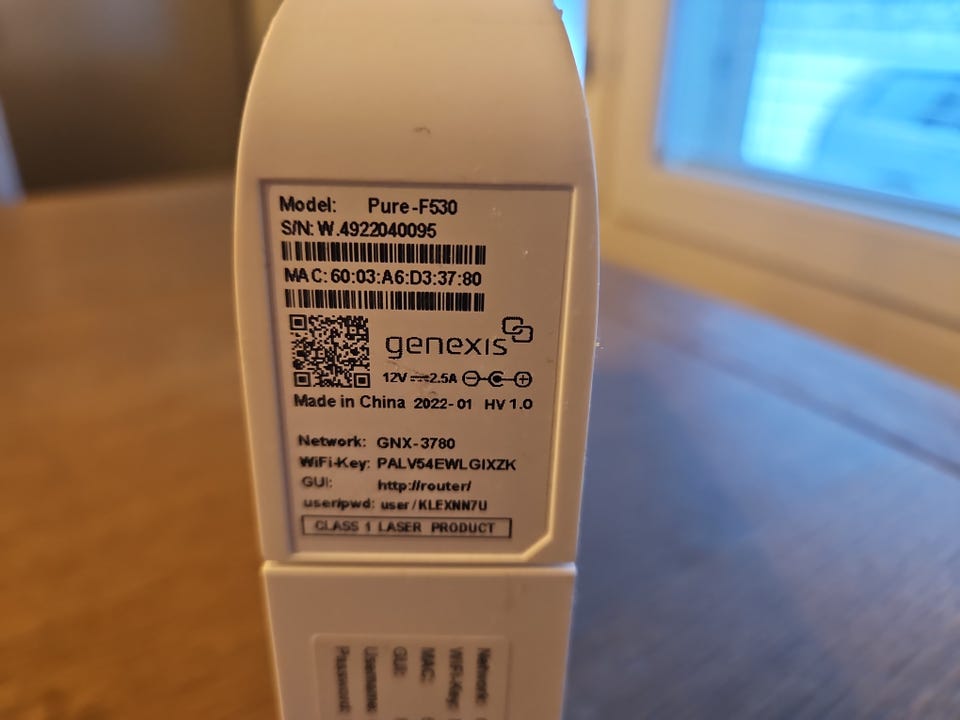 Model: Pure-F530
S/N: W.4922040095
MAC: 60:03:A6:D3:37:80
genexis
12V 2.5A
Made in China 2022-01 HV 1.0
Network: GNX-3780
WiFi-Key: PALV54EWLGIXZK
GUI: http://router/
user/pwd: user/KLEXNN7U
CLASS 1 LASER PRODUCT
Network:
WiFi-Key:
MAC:
GUI:
Username:
Password: